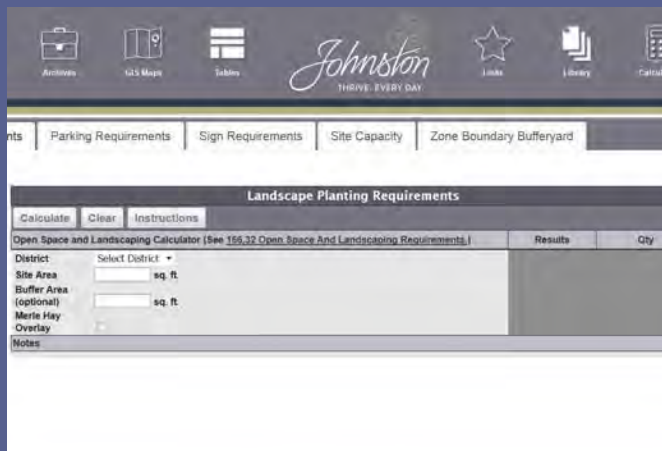 Archives GIS Maps Tables Johnston Links Library Calcul
THRIVE. EVERY DAY.
nts Parking Requirements Sign Requirements Site Capacity Zone Boundary Bufferyard
Landscape Planting Requirements
Calculate Clear Instructions
Open Space and Landscaping Calculator (See 166.32 Open Space And Landscaping Requirements.) Results Qty
District Select District
Site Area sq. ft.
Buffer Area
(optional) sq. ft.
Merle Hay
Overlay
Notes